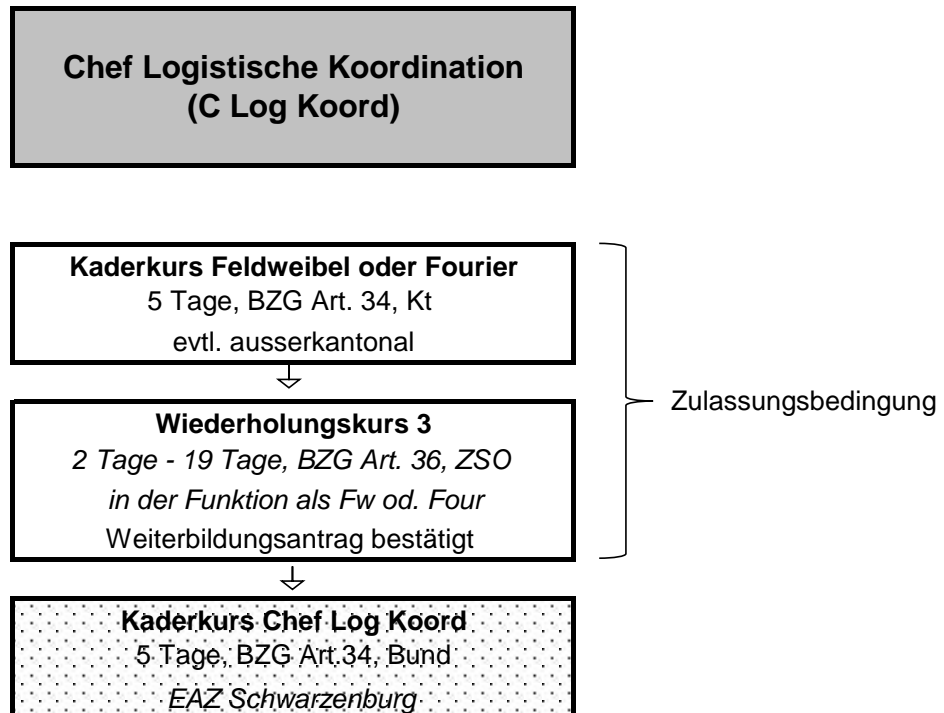 Chef Logistische Koordination
(C Log Koord)
Kaderkurs Feldweibel oder Fourier
5 Tage, BZG Art. 34, Kt
evtl. ausserkantonal
Wiederholungskurs 3
2 Tage - 19 Tage, BZG Art. 36, ZSO
in der Funktion als Fw od. Four
Weiterbildungsantrag bestätigt
Zulassungsbedingung
Kaderkurs Chef Log Koord
5 Tage, BZG Art.34, Bund
EAZ Schwarzenburg